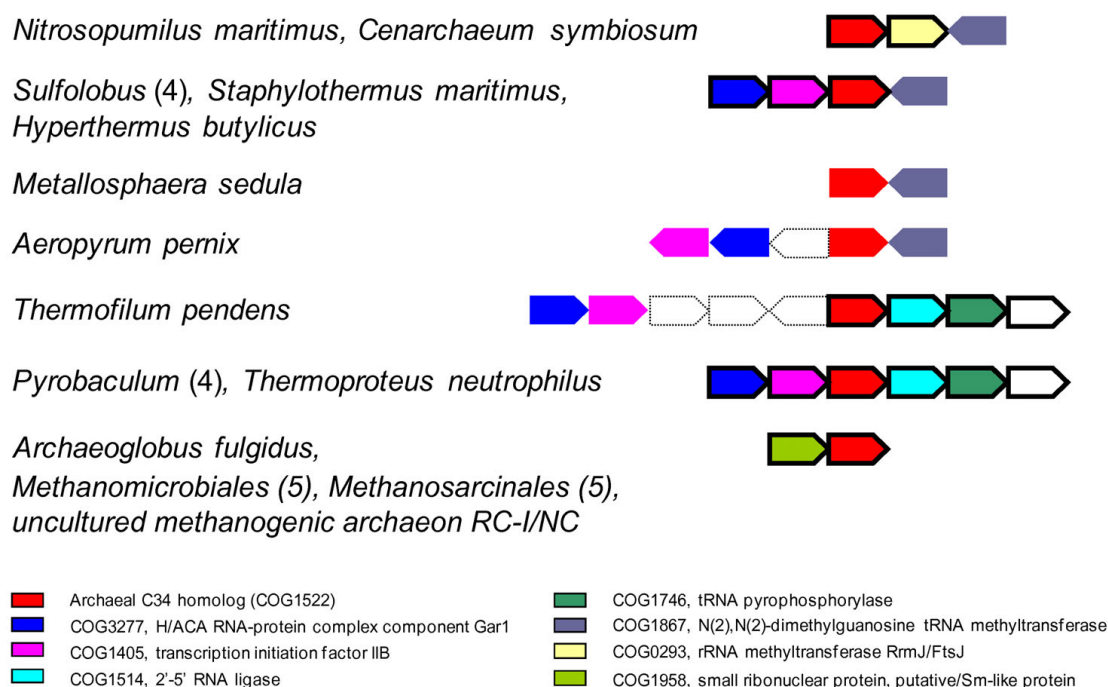 Nitrosopumilus maritimus, Cenarchaeum symbiosum
Sulfolobus (4), Staphylothermus maritimus,
Hyperthermus butylicus
Metallosphaera sedula
Aeropyrum pernix
Thermofilum pendens
Pyrobaculum (4), Thermoproteus neutrophilus
Archaeoglobus fulgidus,
Methanomicrobiales (5), Methanosarcinales (5),
uncultured methanogenic archaeon RC-I/NC
Archaeal C34 homolog (COG1522)
COG3277, H/ACA RNA-protein complex component Gar1
COG1405, transcription initiation factor IIB
COG1514, 2'-5' RNA ligase
COG1746, tRNA pyrophosphorylase
COG1867, N(2),N(2)-dimethylguanosine tRNA methyltransferase
COG0293, rRNA methyltransferase RrmJ/FtsJ
COG1958, small ribonuclear protein, putative/Sm-like protein